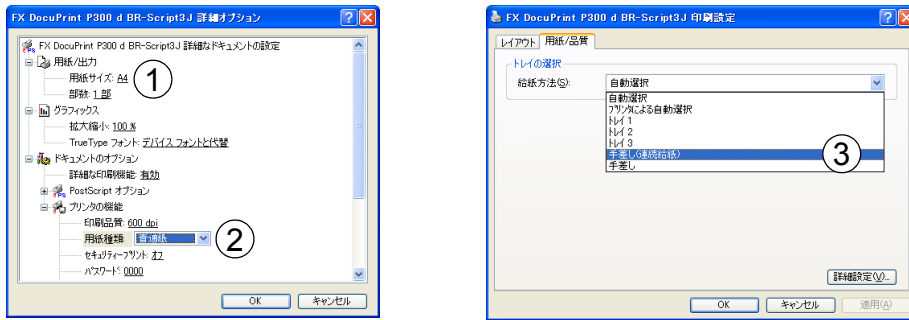 FX DocuPrint P300 d BR-Script3J 詳細オプション
FX DocuPrint P300 d BR-Script3J 詳細なドキュメントの設定
用紙/出力
用紙サイズ: A4
①
部数: 1 部
グラフィックス
拡大縮小: 100 %
TrueType フォント: デバイス フォントと代替
ドキュメントのオプション
詳細な印刷機能: 有効
PostScript オプション
プリンタの機能
印刷品質: 600 dpi
用紙種類: 普通紙
②
セキュリティープリント: オフ
パスワード: 0000
OK
キャンセル
FX DocuPrint P300 d BR-Script3J 印刷設定
レイアウト
用紙/品質
トレイの選択
給紙方法(S):
自動選択
自動選択
プリンタによる自動選択
トレイ 1
トレイ 2
トレイ 3
手差し(連続給紙)
③
手差し
詳細設定(V)...
OK
キャンセル
適用(A)